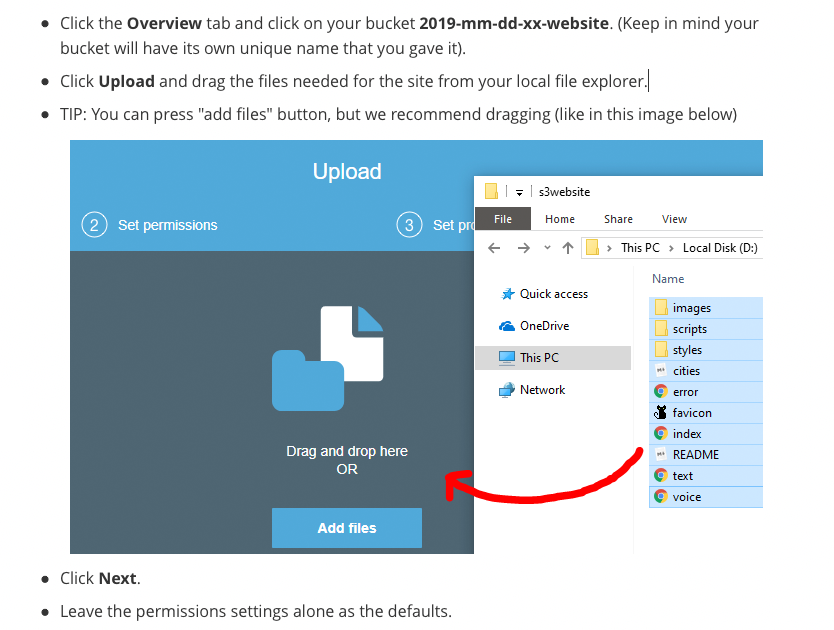 Click the Overview tab and click on your bucket 2019-mm-dd-xx-website. (Keep in mind your
bucket will have its own unique name that you gave it).
Click Upload and drag the files needed for the site from your local file explorer.
TIP: You can press "add files" button, but we recommend dragging (like in this image below)
Upload
2 Set permissions
3 Set pro
s3website
File Home Share View
This PC Local Disk (D:)
Name
Quick access
OneDrive
This PC
Network
images
scripts
styles
cities
error
favicon
index
README
text
voice
Drag and drop here
OR
Add files
Click Next.
Leave the permissions settings alone as the defaults.